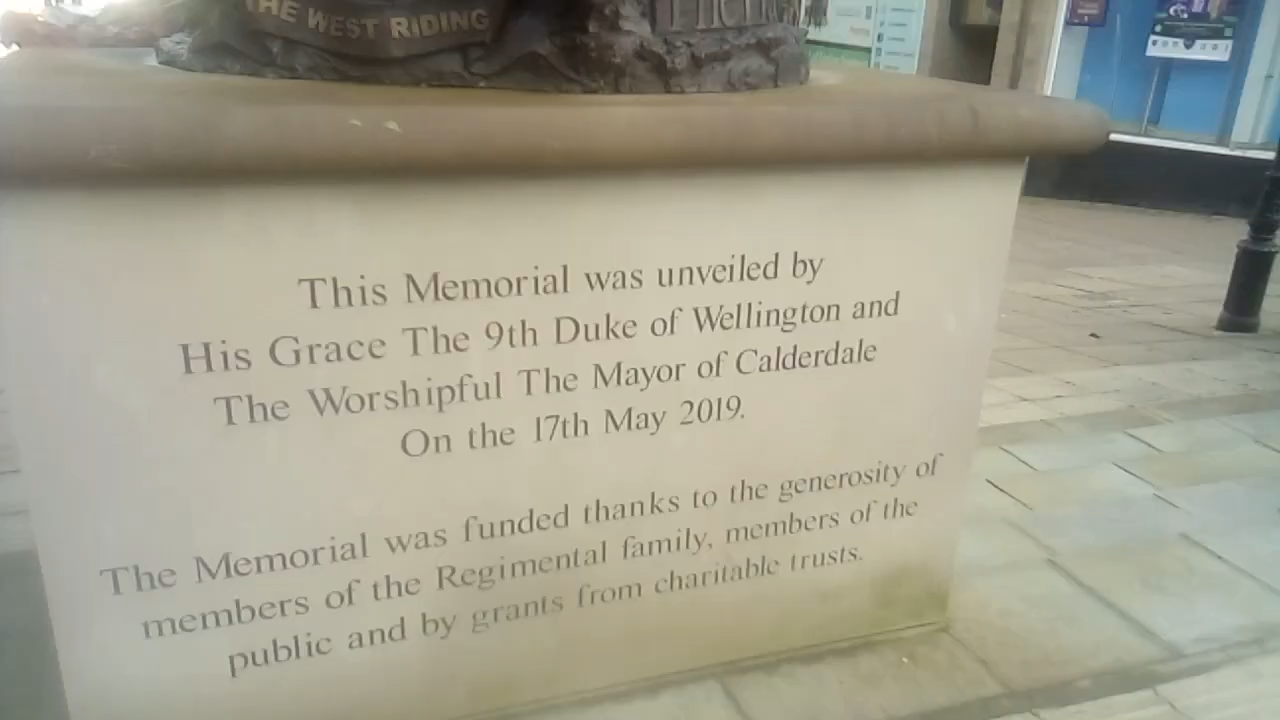 THE WEST RIDING
This Memorial was unveiled by
His Grace The 9th Duke of Wellington and
The Worshipful The Mayor of Calderdale
On the 17th May 2019.
The Memorial was funded thanks to the generosity of
members of the Regimental family, members of the
public and by grants from charitable trusts.